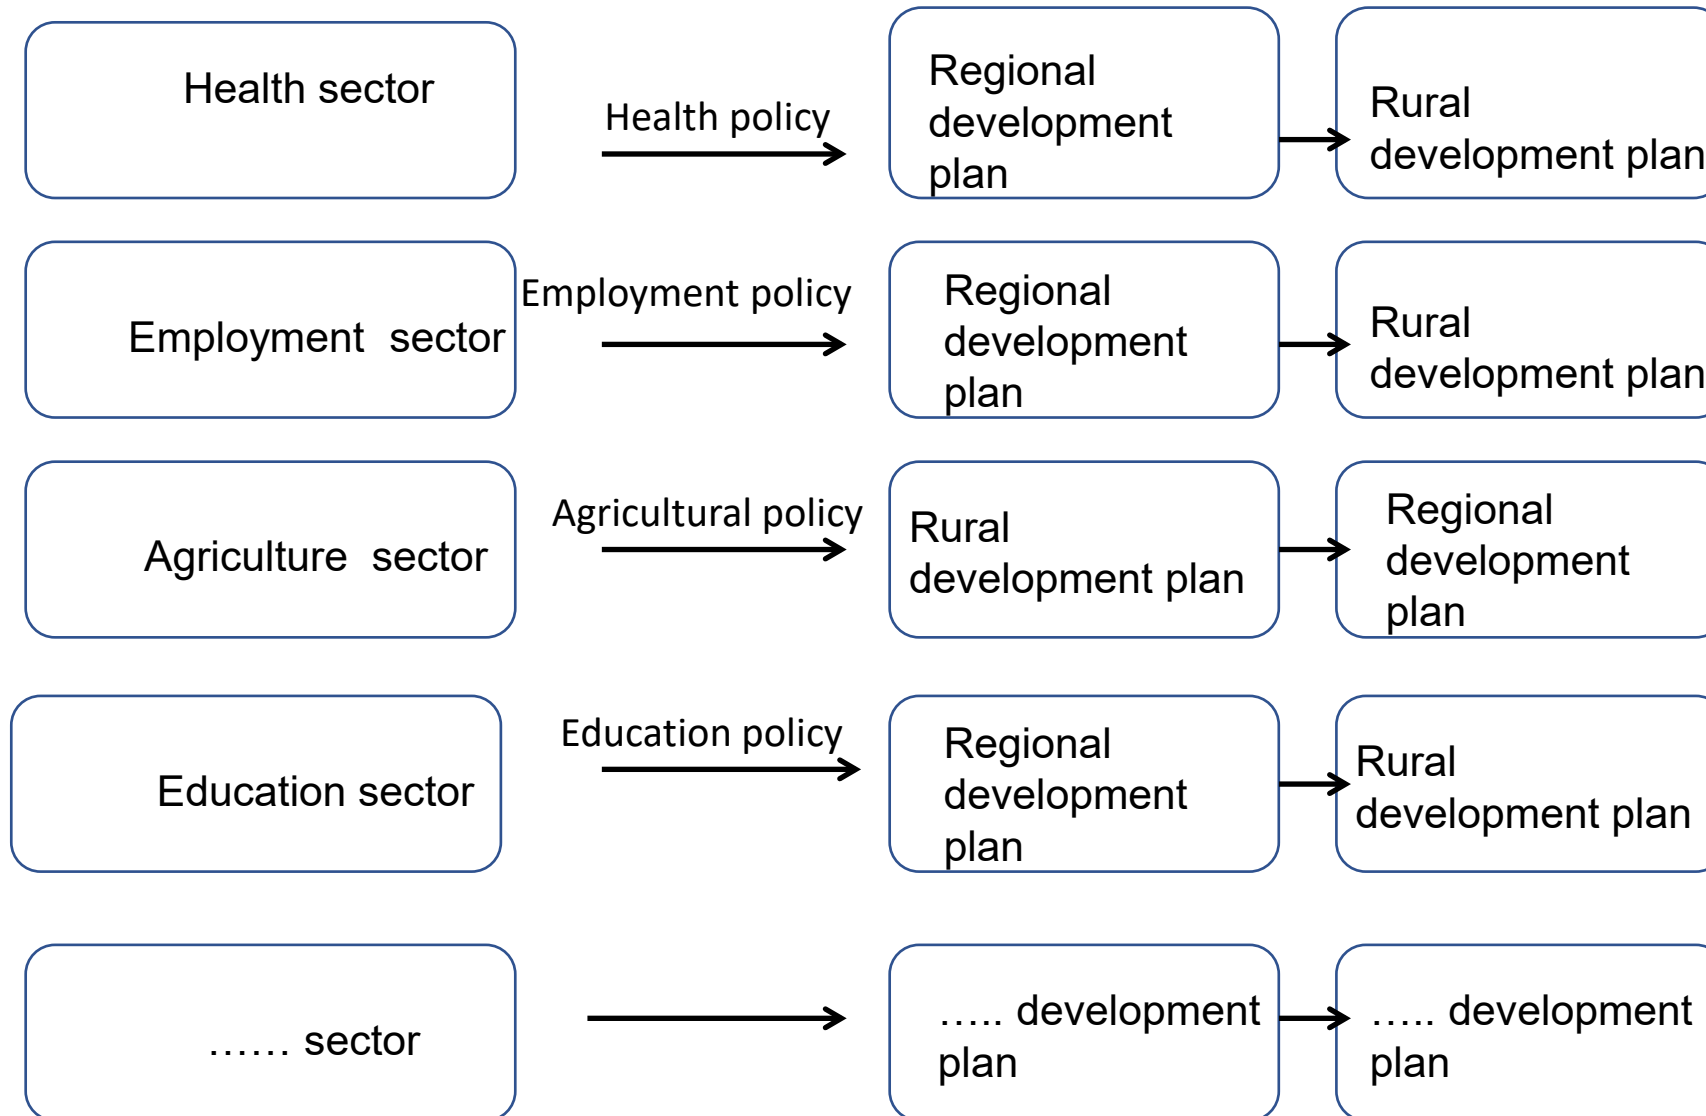 Health sector
Health policy
Regional
development
plan
Rural
development plan
Employment  sector
Employment policy
Regional
development
plan
Rural
development plan
Agriculture  sector
Agricultural policy
Rural
development plan
Regional
development
plan
Education sector
Education policy
Regional
development
plan
Rural
development plan
…... sector
….. development
plan
….. development
plan